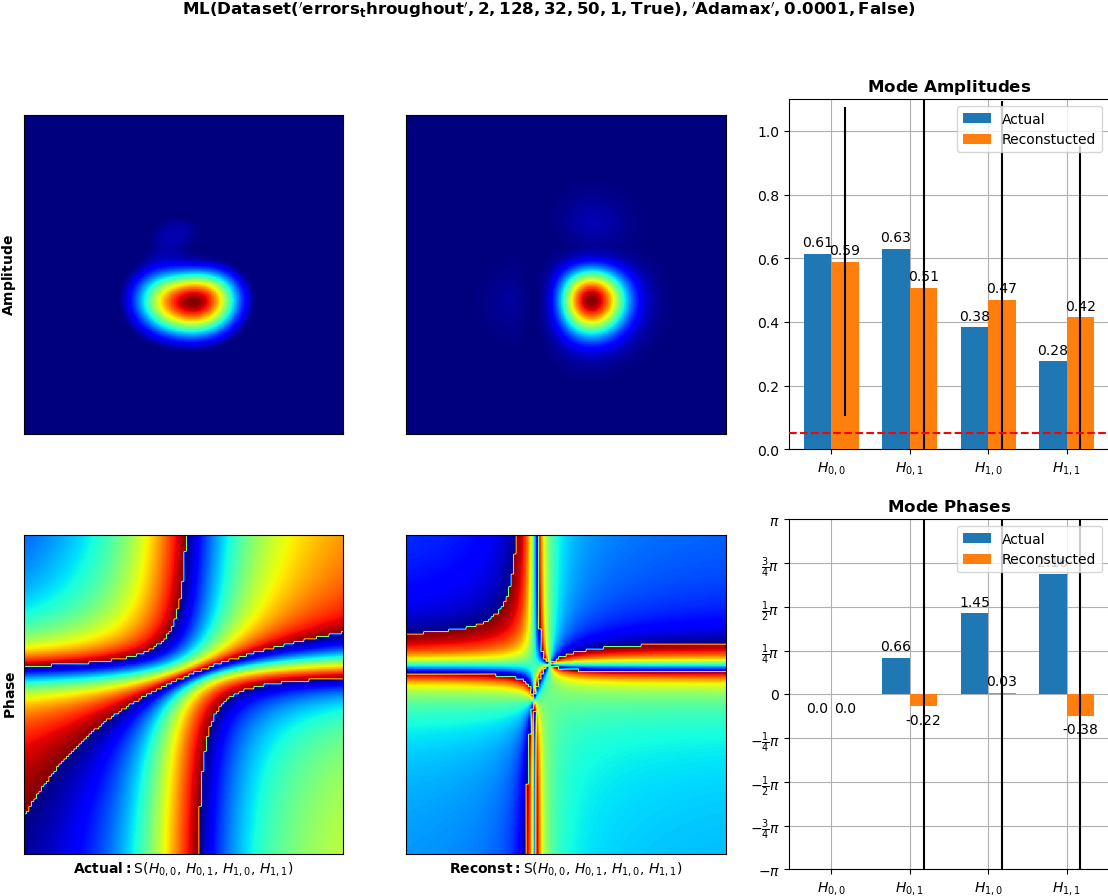 ML(Dataset('errors_throughout', 2, 128, 32, 50, 1, True), 'Adamax', 0.0001, False)
Mode Amplitudes
Amplitude
1.0
0.8
0.6
0.4
0.2
0.0
Actual
Reconstucted
0.61
0.59
0.63
0.51
0.38
0.47
0.28
0.42
H0,0
H0,1
H1,0
H1,1
Mode Phases
Phase
π
3/4π
1/2π
1/4π
0
−1/4π
−1/2π
−3/4π
−π
Actual
Reconstucted
0.0
0.0
0.66
-0.22
1.45
0.03
-0.38
H0,0
H0,1
H1,0
H1,1
Actual: S(H0,0, H0,1, H1,0, H1,1)
Reconst: S(H0,0, H0,1, H1,0, H1,1)